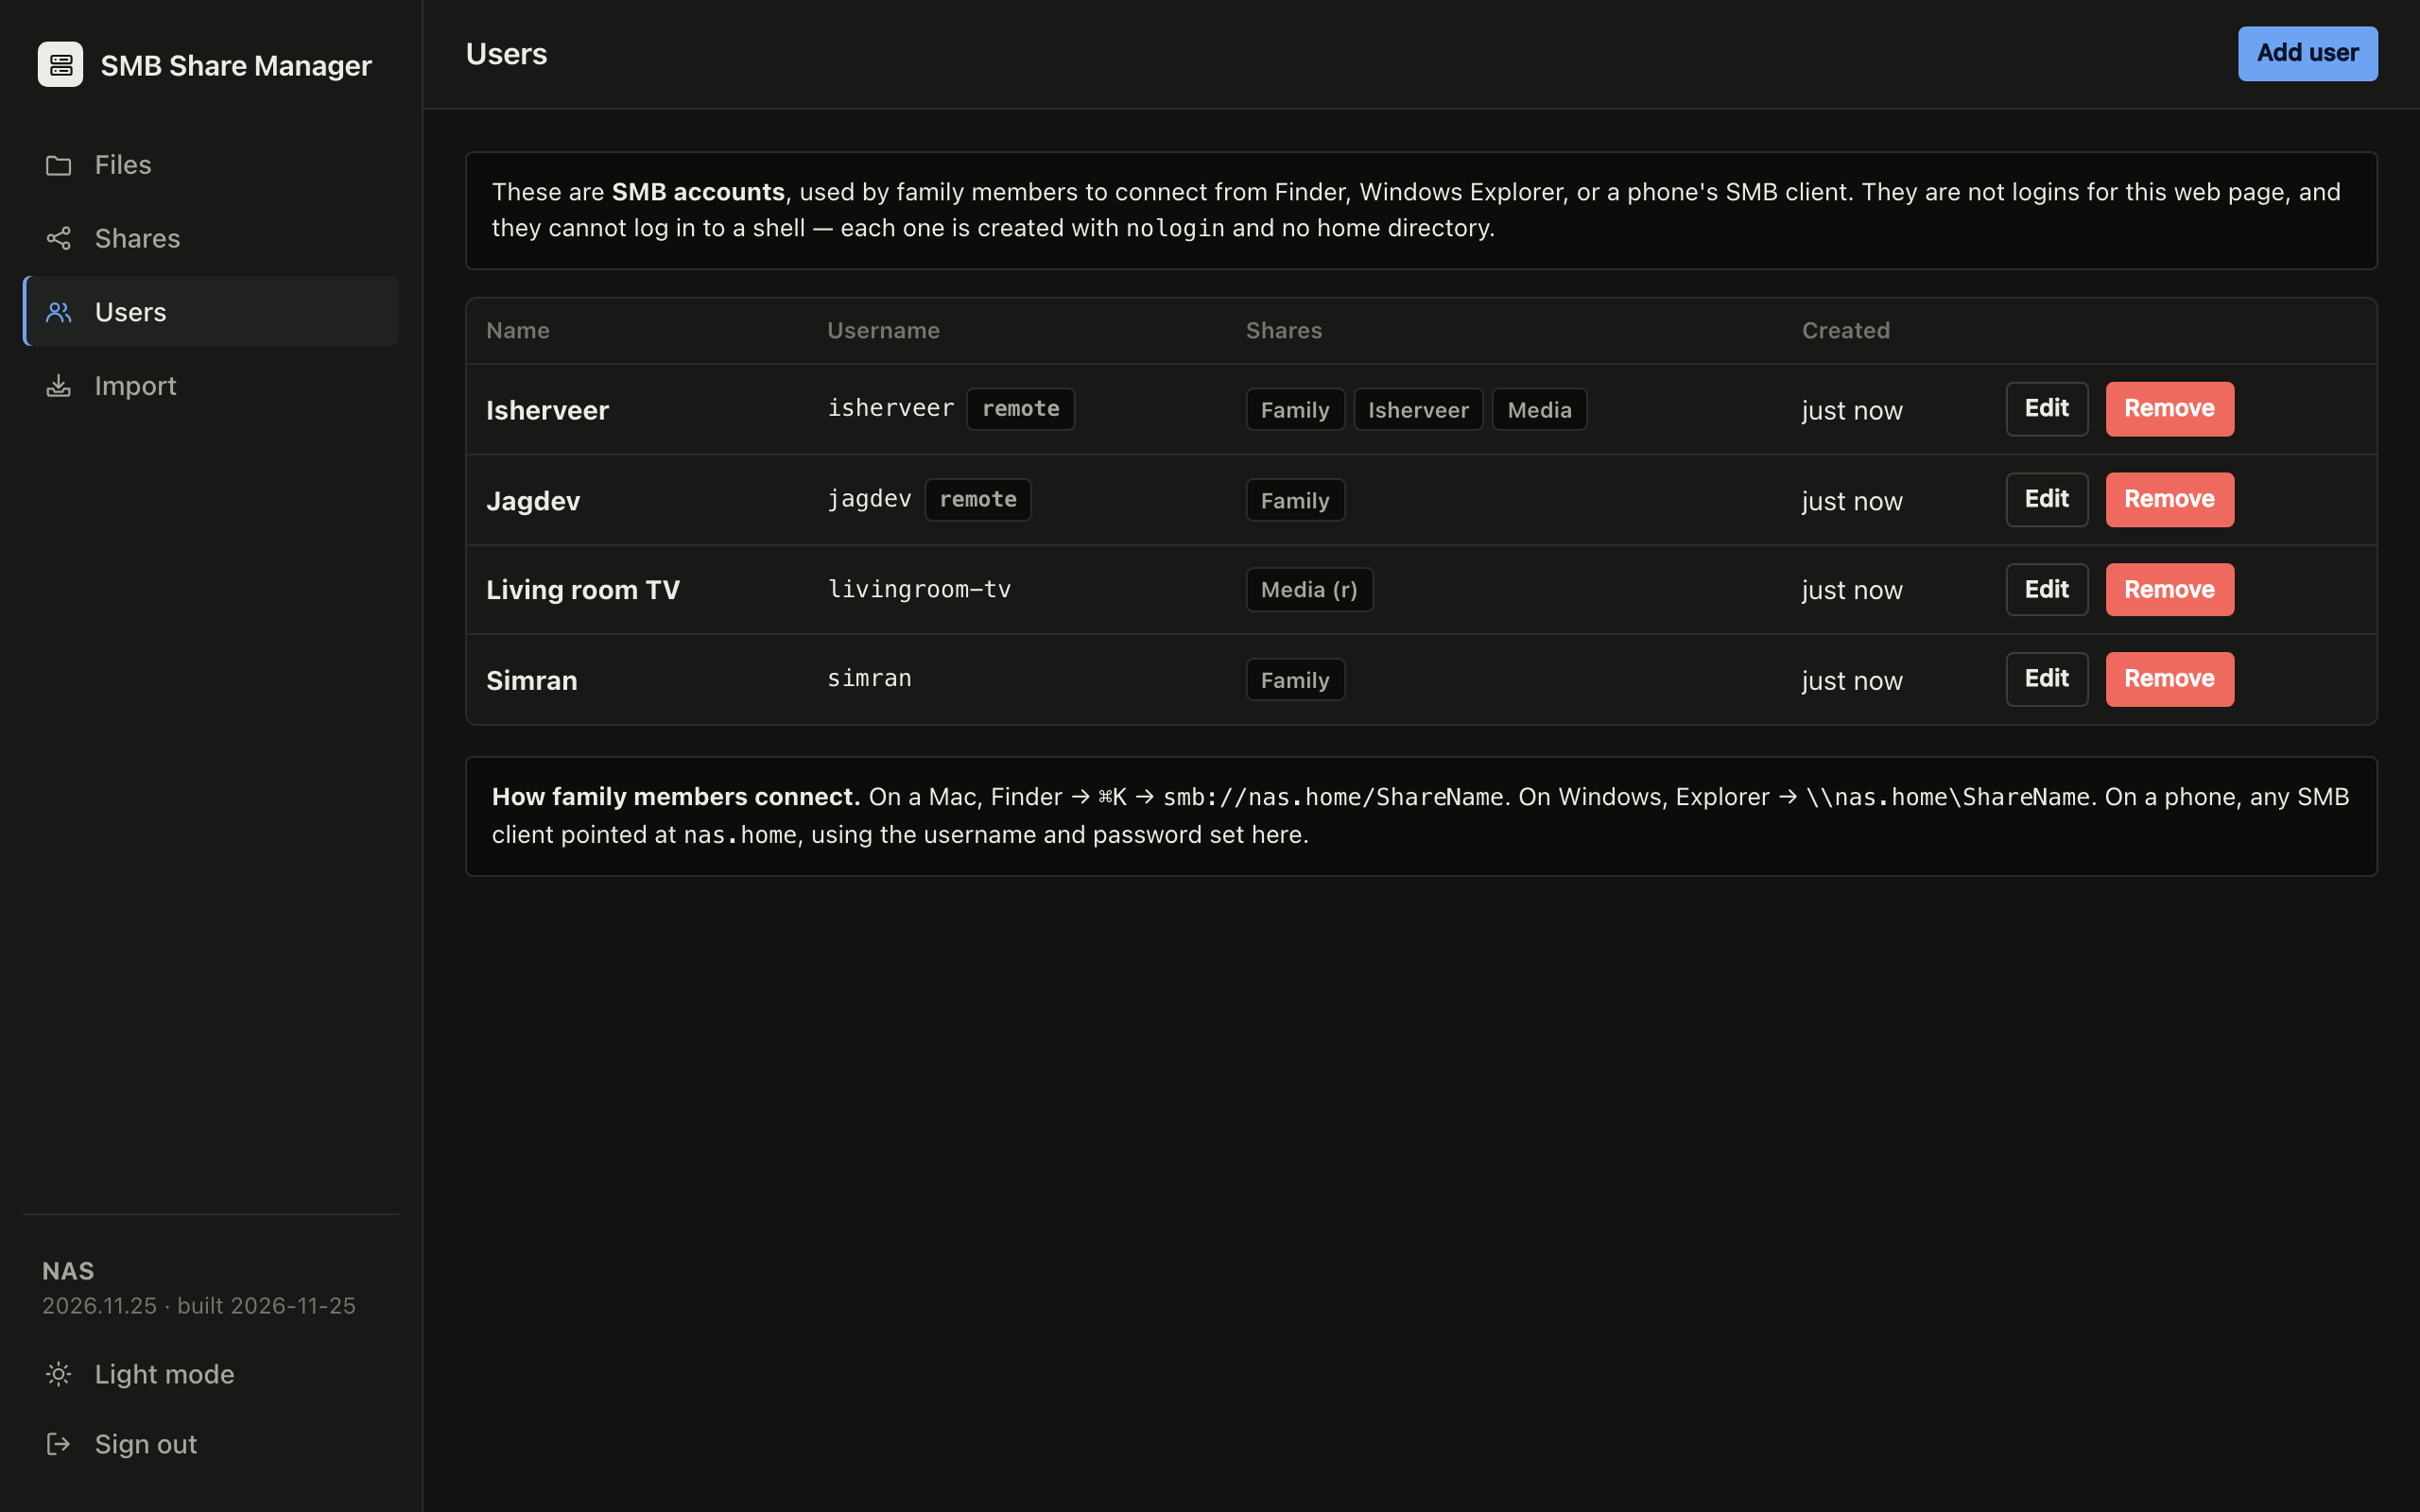 SMB Share Manager
Files
Shares
Users
Import
NAS
2026.11.25 · built 2026-11-25
Light mode
Sign out
Users
Add user
These are SMB accounts, used by family members to connect from Finder, Windows Explorer, or a phone's SMB client. They are not logins for this web page, and
they cannot log in to a shell — each one is created with nologin and no home directory.
Name Username Shares Created
Isherveer isherveer remote Family Isherveer Media just now Edit Remove
Jagdev jagdev remote Family just now Edit Remove
Living room TV livingroom-tv Media (r) just now Edit Remove
Simran simran Family just now Edit Remove
How family members connect. On a Mac, Finder → ⌘K → smb://nas.home/ShareName. On Windows, Explorer → \\nas.home\ShareName. On a phone, any SMB
client pointed at nas.home, using the username and password set here.